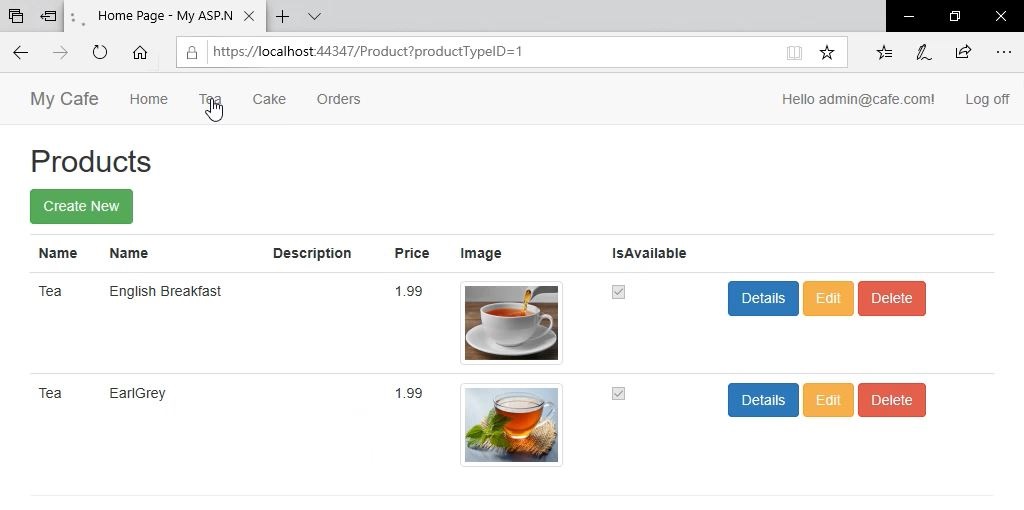 Home Page - My ASP.N
https://localhost:44347/Product?productTypeID=1
My Cafe Home Tea Cake Orders Hello admin@cafe.com! Log off
Products
Create New
Name Name Description Price Image IsAvailable
Tea English Breakfast 1.99 Details Edit Delete
Tea EarlGrey 1.99 Details Edit Delete